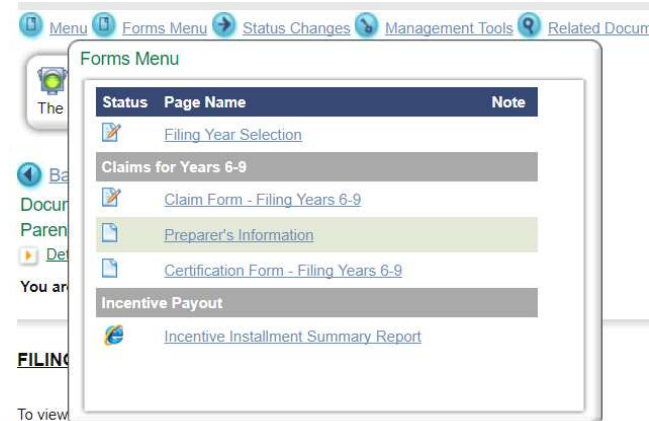 Menu Forms Menu Status Changes Management Tools Related Docum
Forms Menu
The
Status Page Name Note
Filing Year Selection
Claims for Years 6-9
Ba
Claim Form - Filing Years 6-9
Docum
Paren
Preparer's Information
Det
Certification Form - Filing Years 6-9
You are
Incentive Payout
Incentive Installment Summary Report
FILING
To view